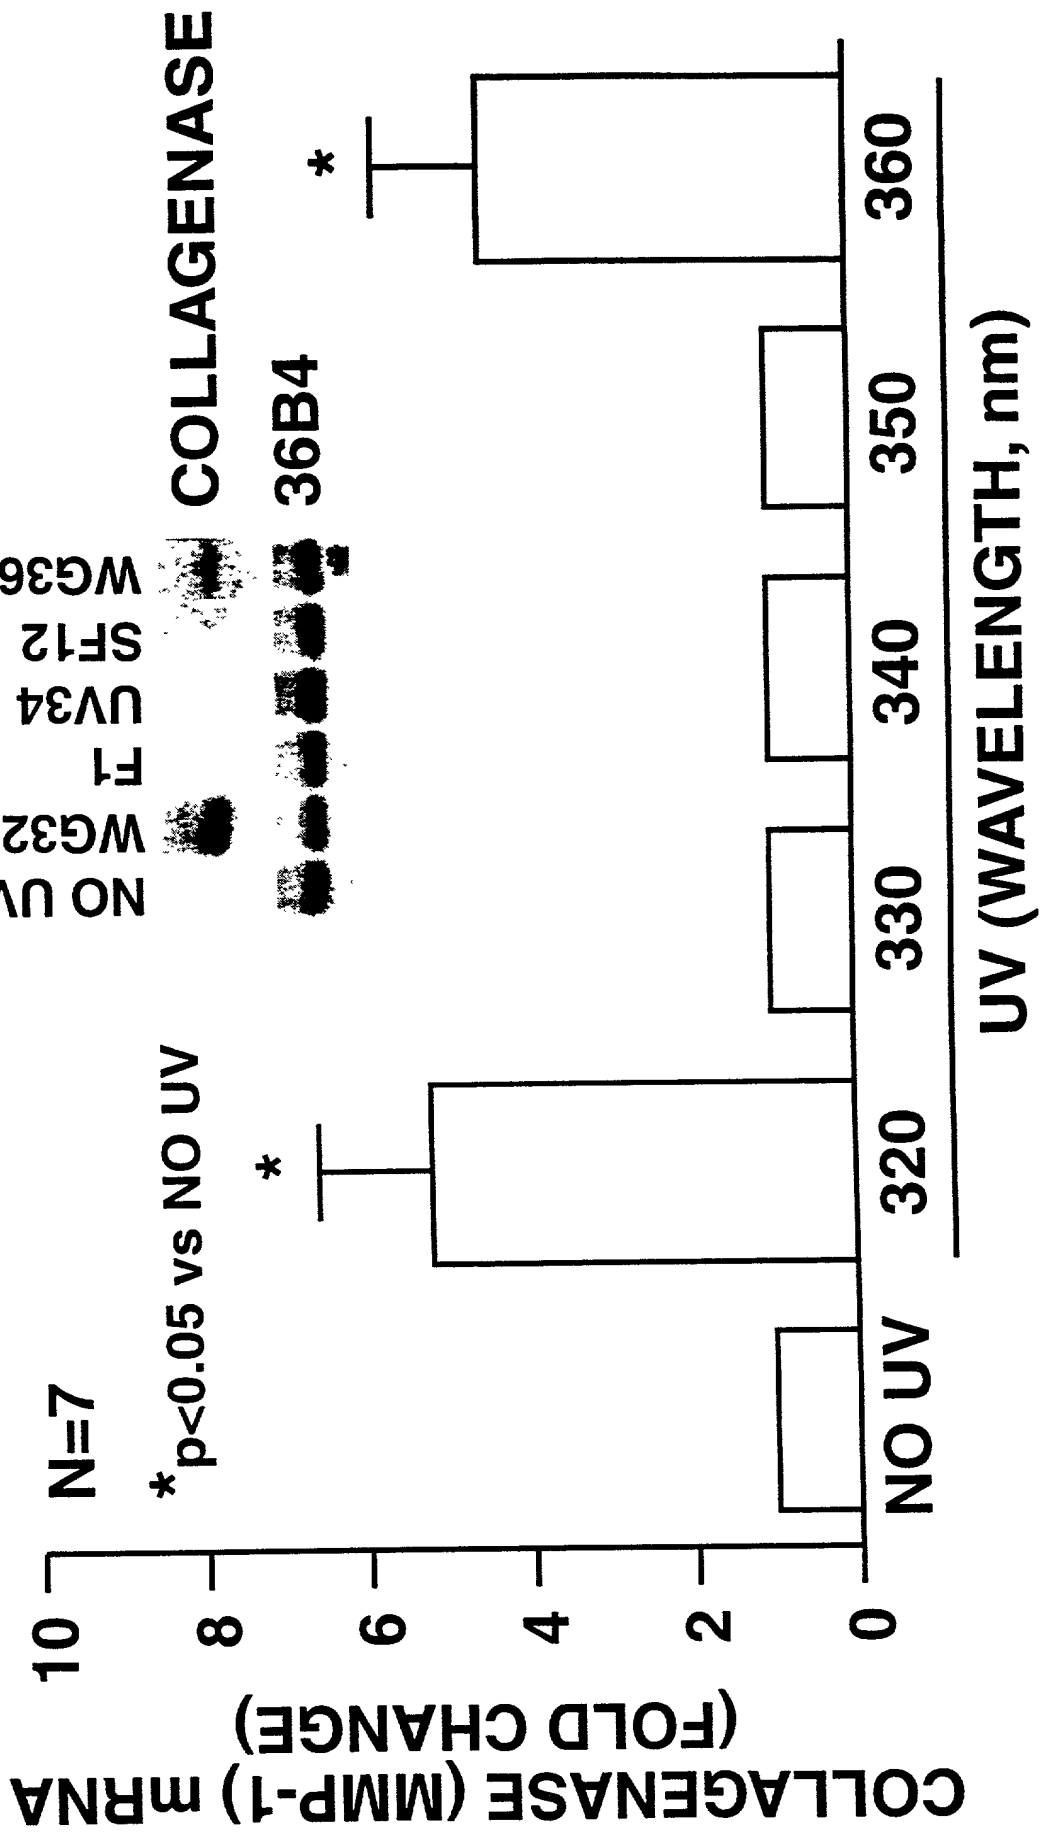 COLLAGENASE (MMP-1) mRNA
(FOLD CHANGE)
10
8
6
4
2
0
N=7
*p<0.05 vs NO UV
NO UV
WG32
F1
UV34
SF12
WG36
COLLAGENASE
36B4
*
*
NO UV
320
330
340
350
360
UV (WAVELENGTH, nm)